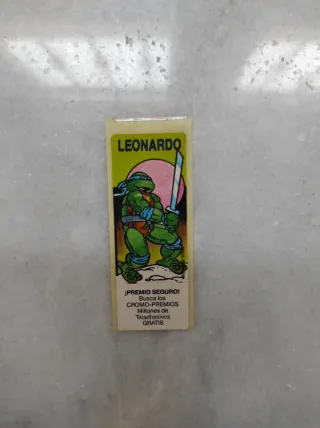 LEONARDO
¡PREMIO SEGURO!
Busca los
CROMO-PREMIOS
Millones de
Teladhesivos
GRATIS